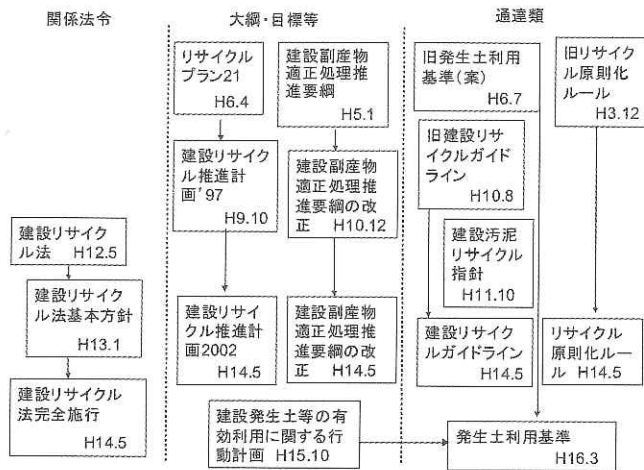 関係法令
大綱・目標等
通達類
リサイクル
プラン21
H6.4
建設副産物
適正処理推
進要綱
H5.1
旧発生土利用
基準(案)
H6.7
旧リサイク
ル原則化
ルール
H3.12
建設リサイク
ル推進計
画'97
H9.10
建設副産物
適正処理推
進要綱の改
正 H10.12
旧建設リサ
イクルガイド
ライン
H10.8
建設汚泥
リサイクル
指針
H11.10
建設リサイク
ル法 H12.5
建設リサイク
ル法基本方針
H13.1
建設リサイクル
法完全施行
H14.5
建設リサイ
クル推進計
画2002
H14.5
建設副産物
適正処理推
進要綱の改
正 H14.5
建設リサイク
ルガイドライン
H14.5
リサイクル
原則化ルー
ル H14.5
建設発生土等の有
効利用に関する行
動計画 H15.10
発生土利用基準
H16.3